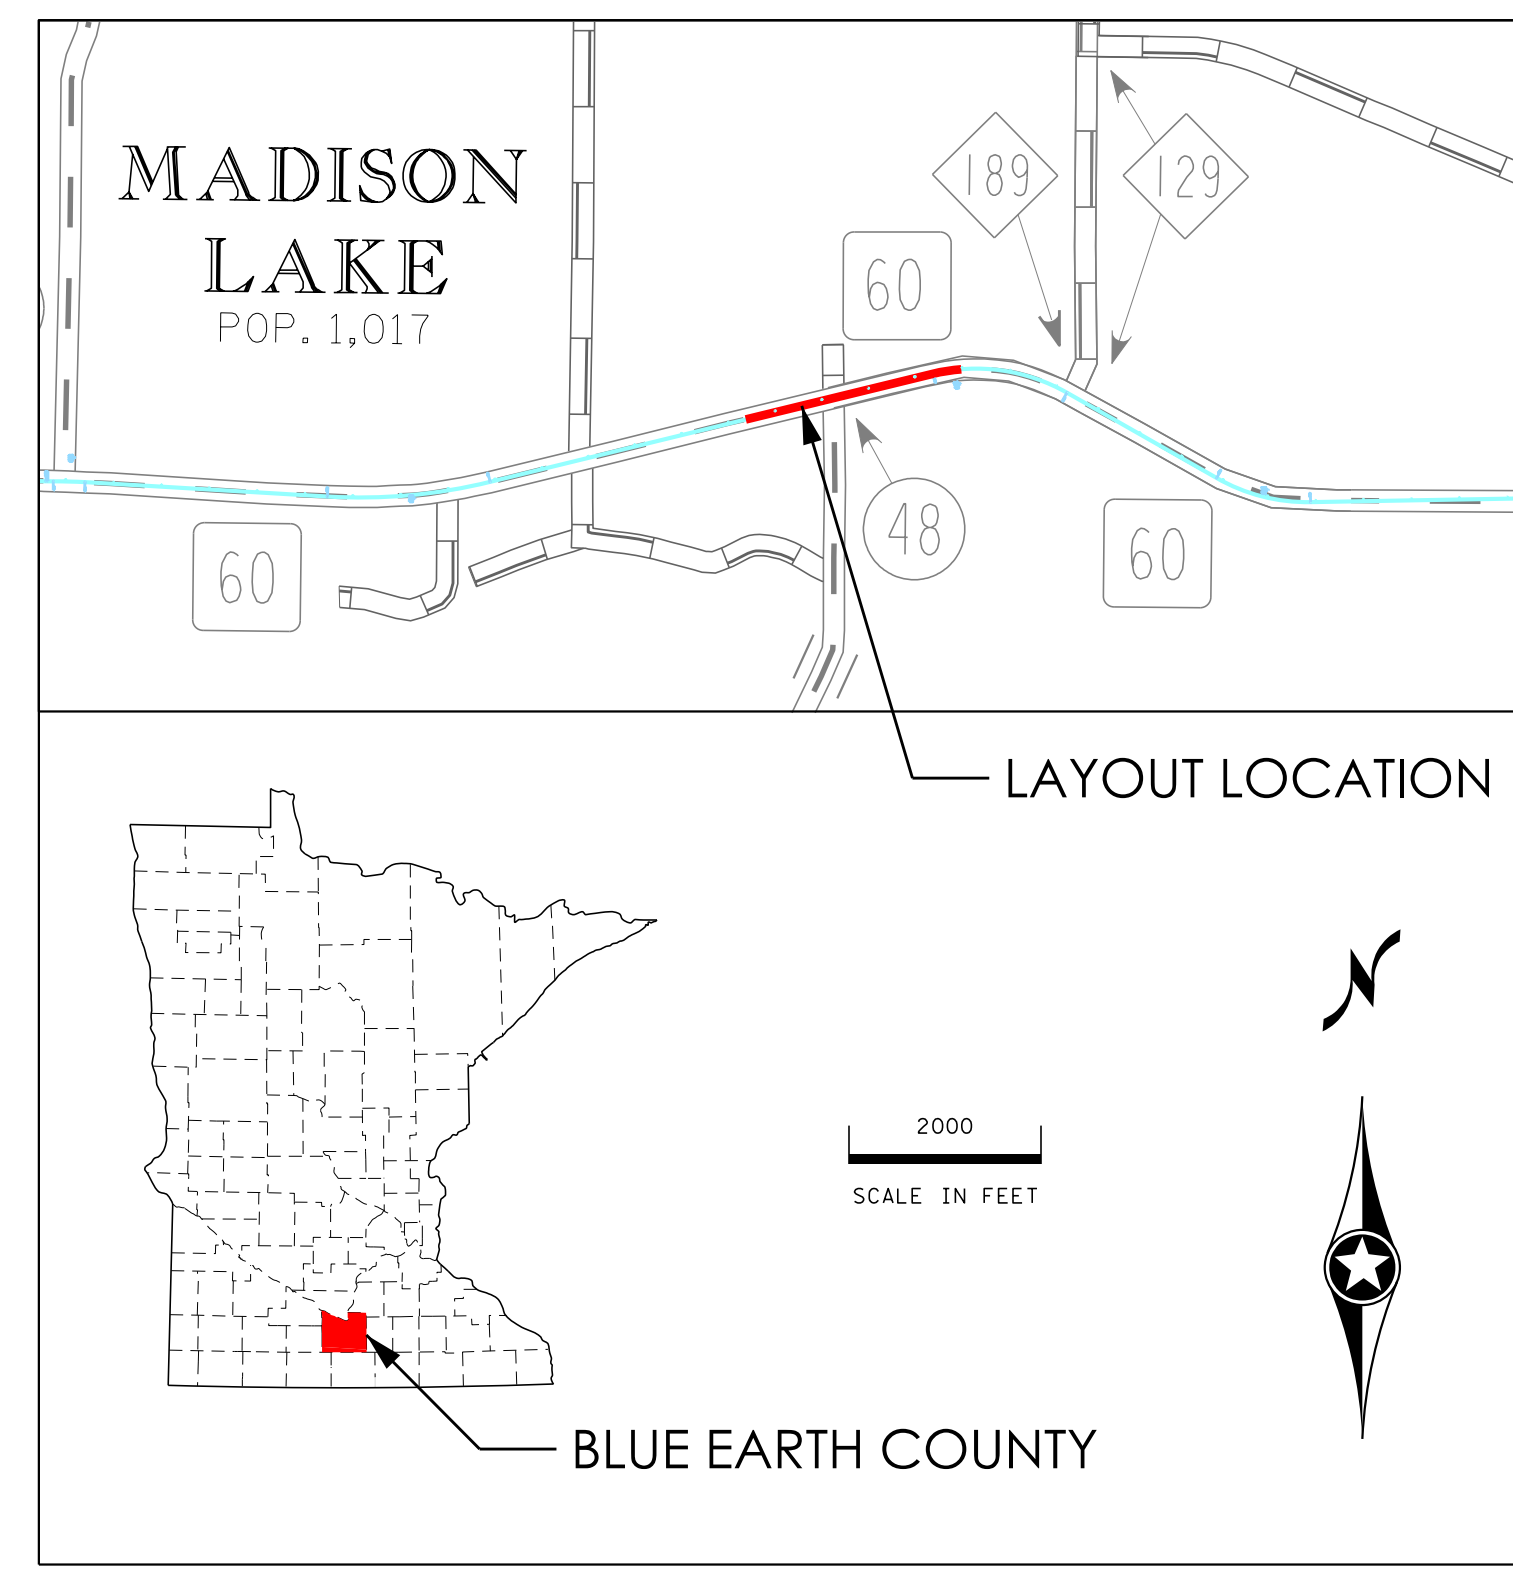 MADISON
LAKE
POP. 1,017
189
129
60
48
60
60
LAYOUT LOCATION
N
2000
SCALE IN FEET
BLUE EARTH COUNTY